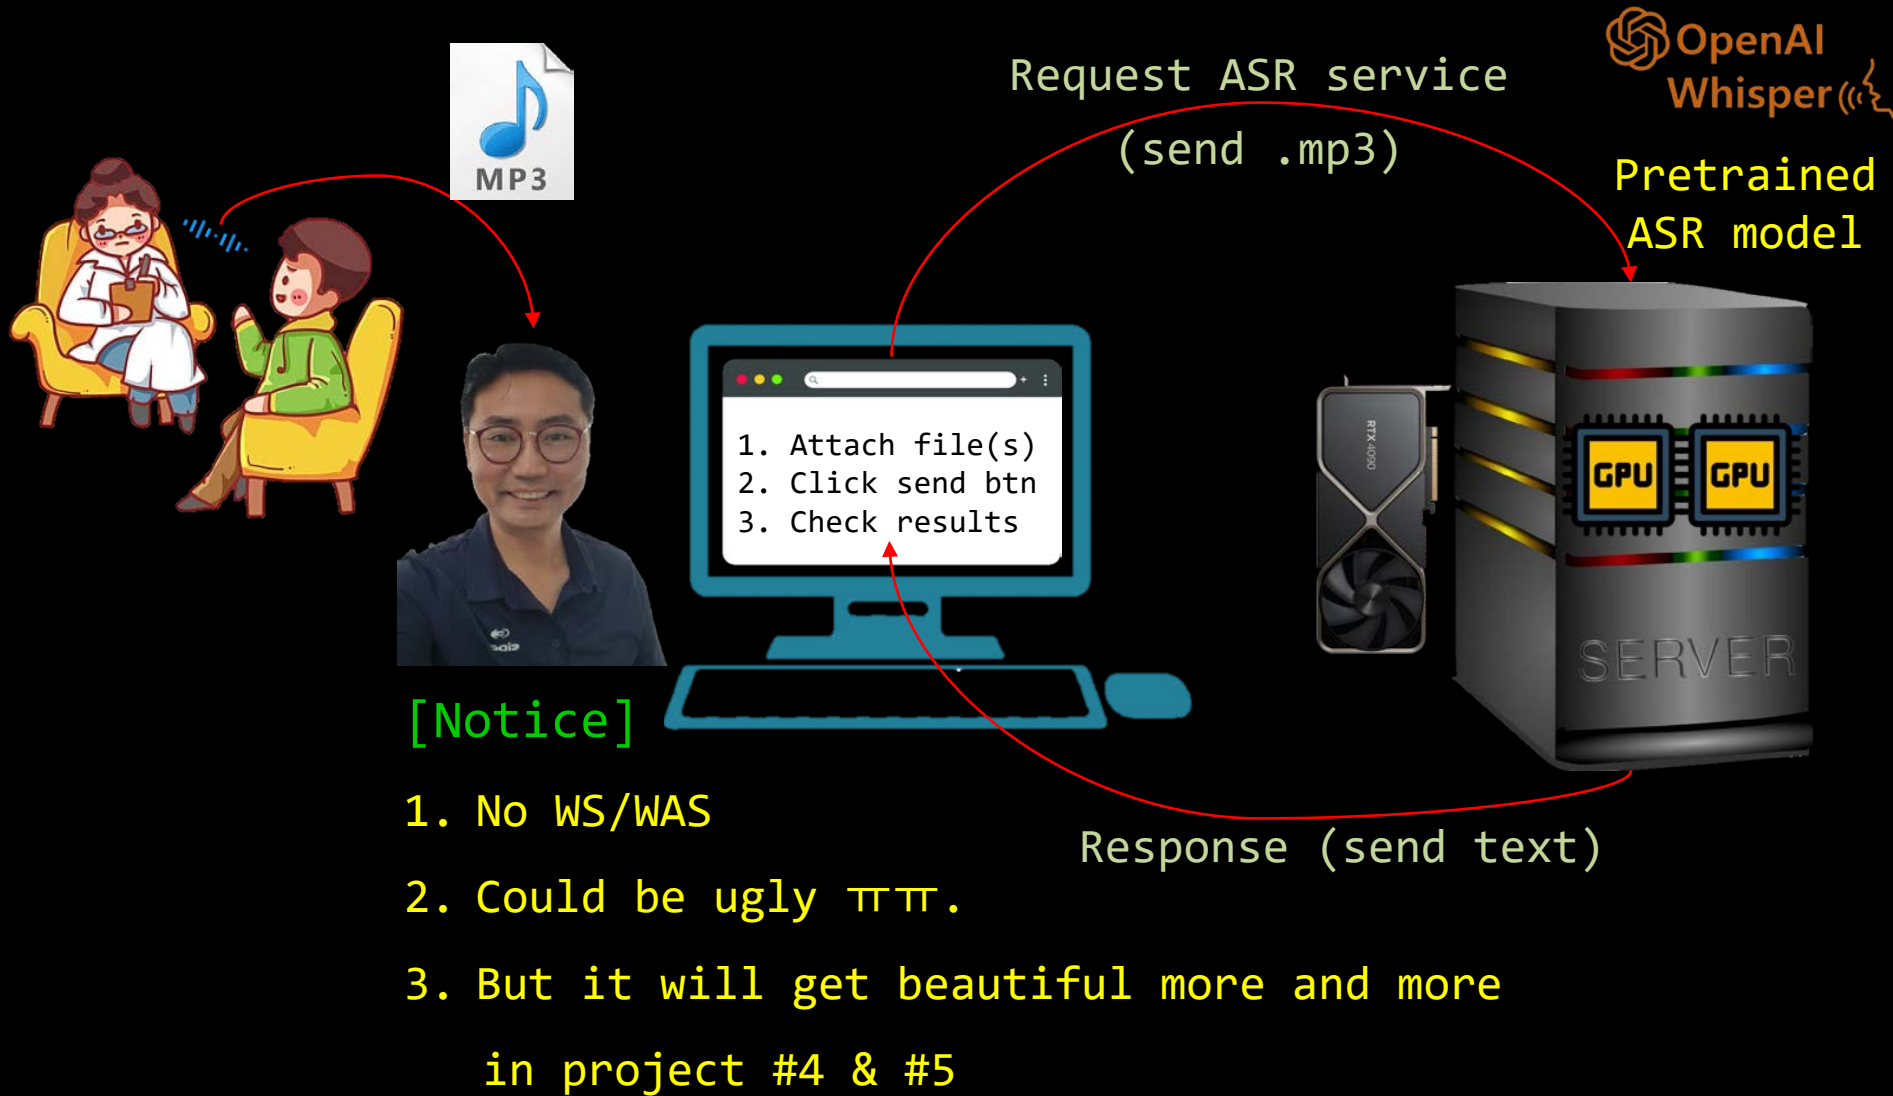 OpenAI
Whisper
Request ASR service
(send .mp3)
MP3
Pretrained
ASR model
1. Attach file(s)
2. Click send btn
3. Check results
RTX 4090
GPU GPU
SERVER
[Notice]
1. No WS/WAS
Response (send text)
2. Could be ugly ㅠㅠ.
3. But it will get beautiful more and more
in project #4 & #5